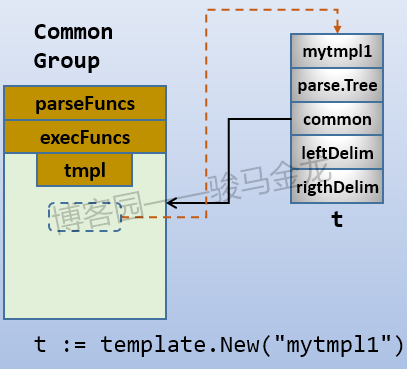 Common
Group
parseFuncs
execFuncs
tmpl
mytmpl1
parse.Tree
common
leftDelim
rigthDelim
t
博客园——骏马金龙
t := template.New("mytmpl1")